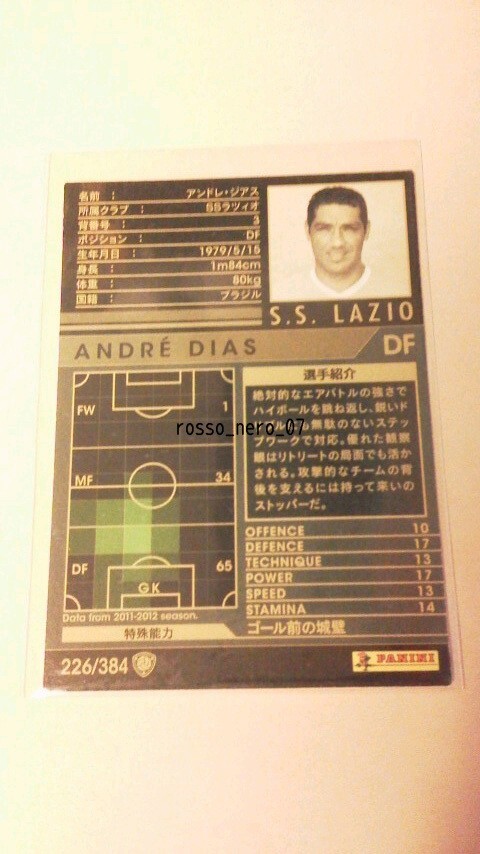 名前 : アンドレ・ジアス
所属クラブ : SSラツィオ
背番号 : 3
ポジション : DF
生年月日 : 1979/5/15
身長 : 1m84cm
体重 : 80kg
国籍 : ブラジル
S.S. LAZIO
ANDRÉ DIAS
DF
FW 1
MF 34
DF 65
GK
Data from 2011-2012 season.
選手紹介
絶対的なエアバトルの強さで
ハイボールを跳ね返し、鋭いド
無駄のないステッ
プワークで対応。優れた観察
眼はリトリートの局面でも活か
される。攻撃的なチームの背
後を支えるには持って来いの
ストッパーだ。
rosso_nero_07
OFFENCE 10
DEFENCE 17
TECHNIQUE 13
POWER 17
SPEED 13
STAMINA 14
特殊能力 ゴール前の城壁
226/384
PANINI